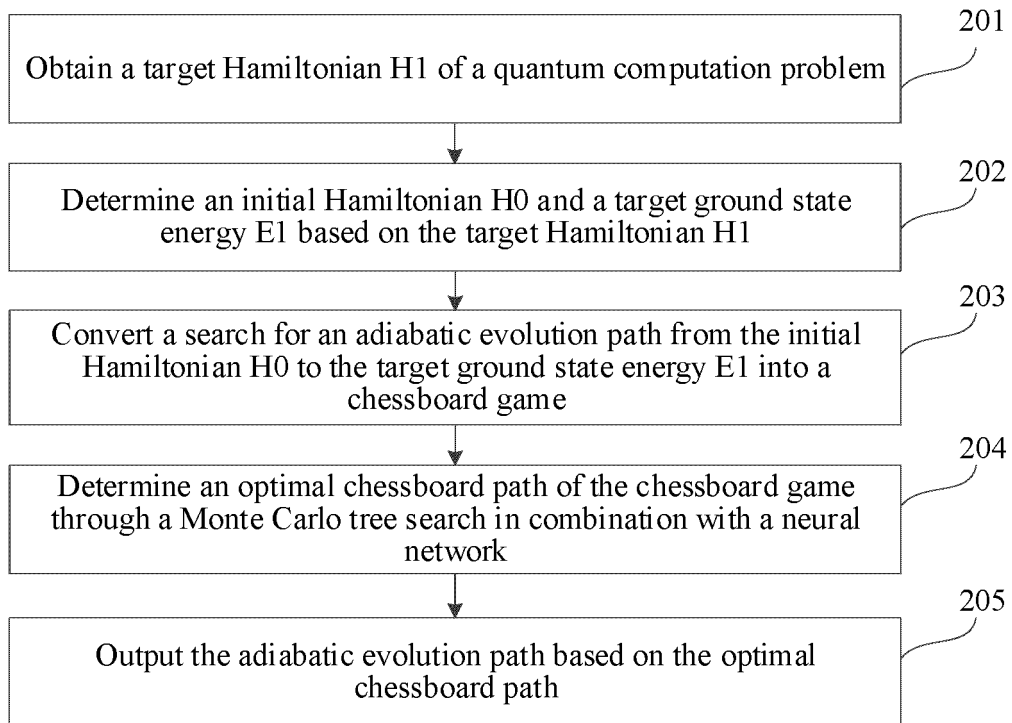 201
Obtain a target Hamiltonian H1 of a quantum computation problem
202
Determine an initial Hamiltonian H0 and a target ground state
energy E1 based on the target Hamiltonian H1
203
Convert a search for an adiabatic evolution path from the initial
Hamiltonian H0 to the target ground state energy E1 into a
chessboard game
204
Determine an optimal chessboard path of the chessboard game
through a Monte Carlo tree search in combination with a neural
network
205
Output the adiabatic evolution path based on the optimal
chessboard path